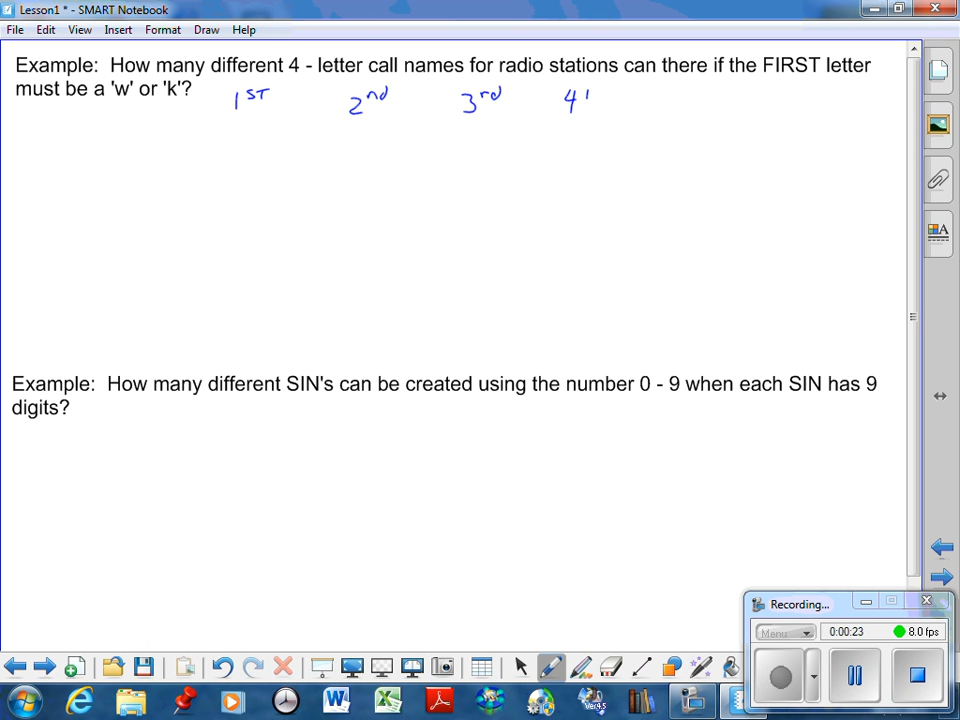 Lesson1 * - SMART Notebook
File Edit View Insert Format Draw Help
Example: How many different 4 - letter call names for radio stations can there if the FIRST letter
must be a 'w' or 'k'?
1ST 2nd 3rd 4
Example: How many different SIN's can be created using the number 0 - 9 when each SIN has 9
digits?
Recording...
Menu 0:00:23 8.0 fps